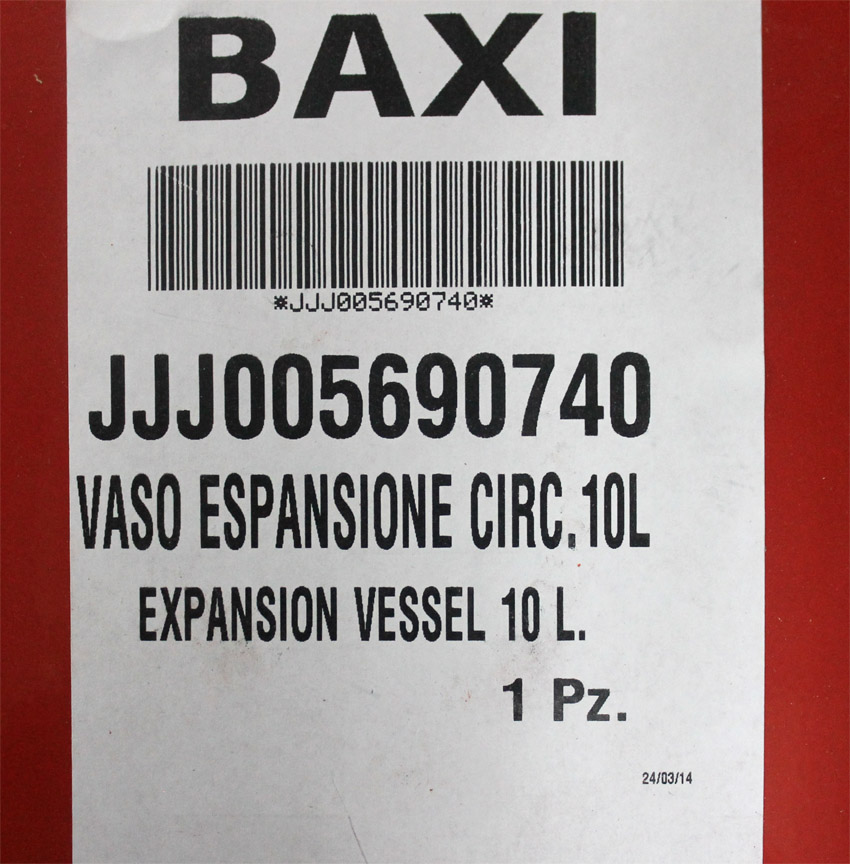 BAXI
*JJJ005690740*
JJJ005690740
VASO ESPANSIONE CIRC.10L
EXPANSION VESSEL 10 L.
1 Pz.
24/03/14